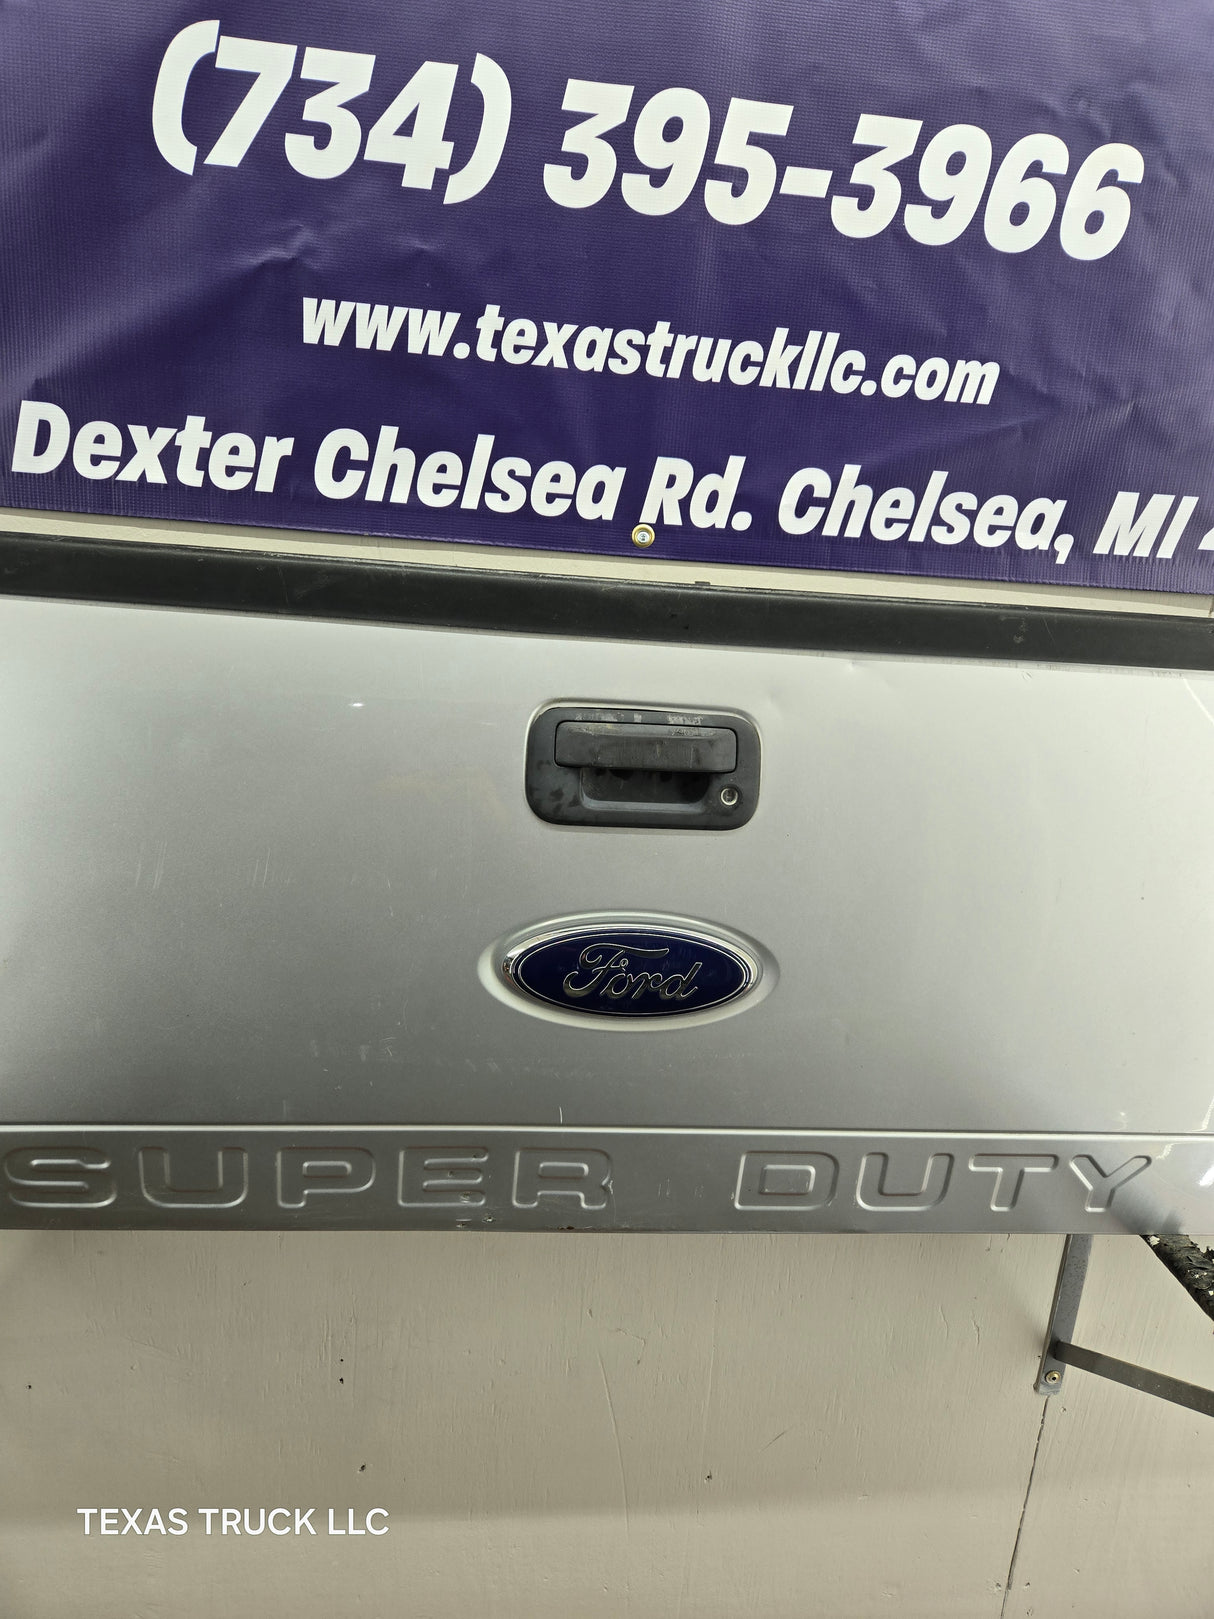 (734) 395-3966
www.texastruckllc.com
Dexter Chelsea Rd. Chelsea, MI
Ford
SUPER DUTY
TEXAS TRUCK LLC